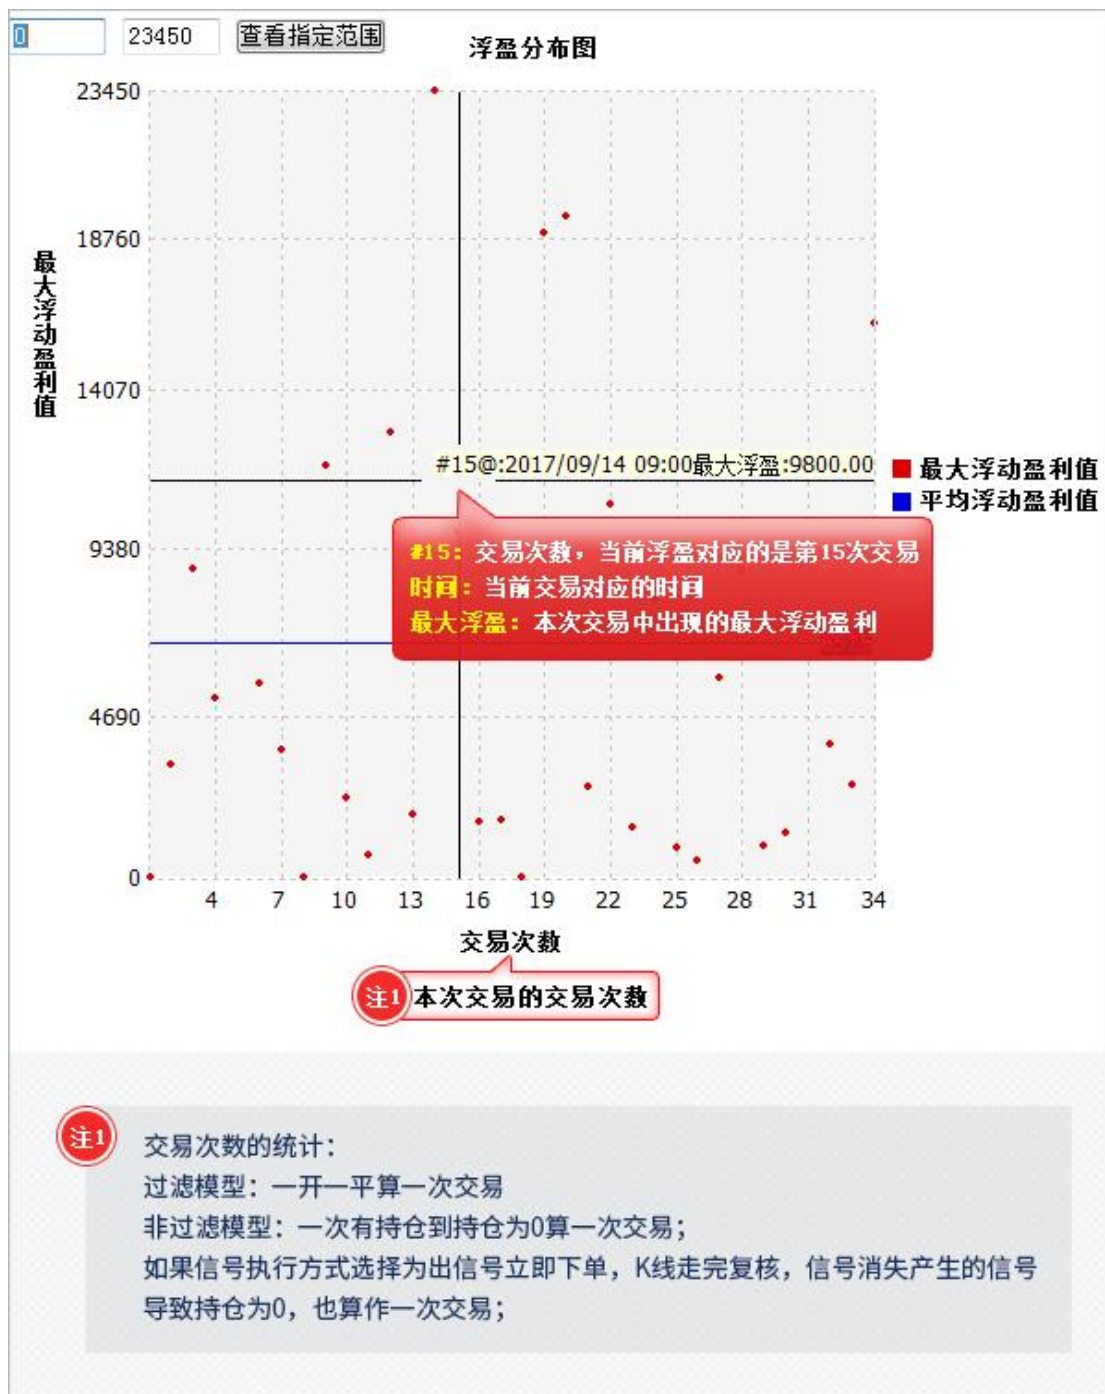 0 23450 查看指定范围
浮盈分布图
23450
18760
最大浮动盈利值
14070
#15@:2017/09/14 09:00最大浮盈:9800.00
最大浮动盈利值
平均浮动盈利值
9380
#15：交易次数，当前浮盈对应的是第15次交易
时间：当前交易对应的时间
最大浮盈：本次交易中出现的最大浮动盈利
4690
0
4 7 10 13 16 19 22 25 28 31 34
交易次数
注1 本次交易的交易次数
注1
交易次数的统计：
过滤模型：一开一平算一次交易
非过滤模型：一次有持仓到持仓为0算一次交易；
如果信号执行方式选择为出信号立即下单，K线走完复核，信号消失产生的信号
导致持仓为0，也算作一次交易；